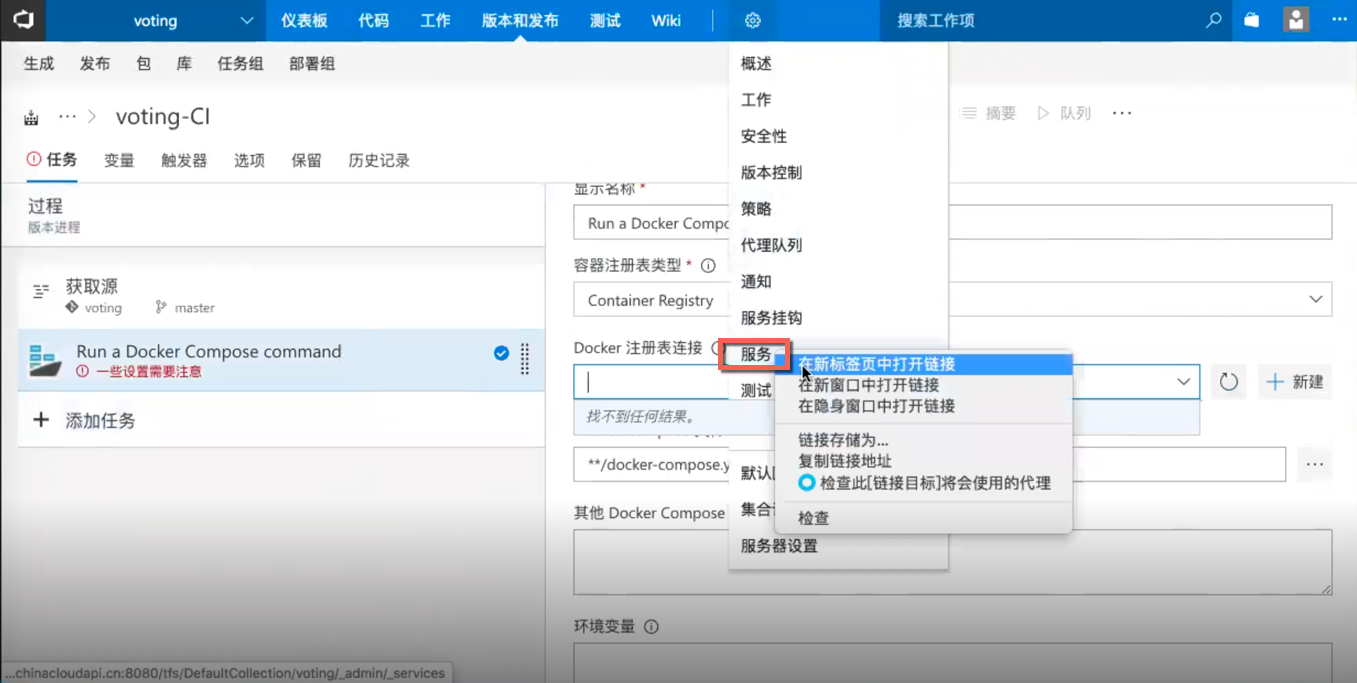 voting
仪表板 代码 工作 版本和发布 测试 Wiki
搜索工作项
生成 发布 包 库 任务组 部署组
... voting-CI
摘要 队列 ...
任务 变量 触发器 选项 保留 历史记录
过程
版本进程
获取源
voting master
Run a Docker Compose command
一些设置需要注意
添加任务
显示名称 *
Run a Docker Compo
容器注册表类型 *
Container Registry
Docker 注册表连接
新建
找不到任何结果。
**/docker-compose.y
...
其他 Docker Compose
环境变量
概述
工作
安全性
版本控制
策略
代理队列
通知
服务挂钩
服务
测试
默认
集合
服务器设置
在新标签页中打开链接
在新窗口中打开链接
在隐身窗口中打开链接
链接存储为...
复制链接地址
检查此[链接目标]将会使用的代理
检查
...chinacloudapi.cn:8080/tfs/DefaultCollection/voting/_admin/_services